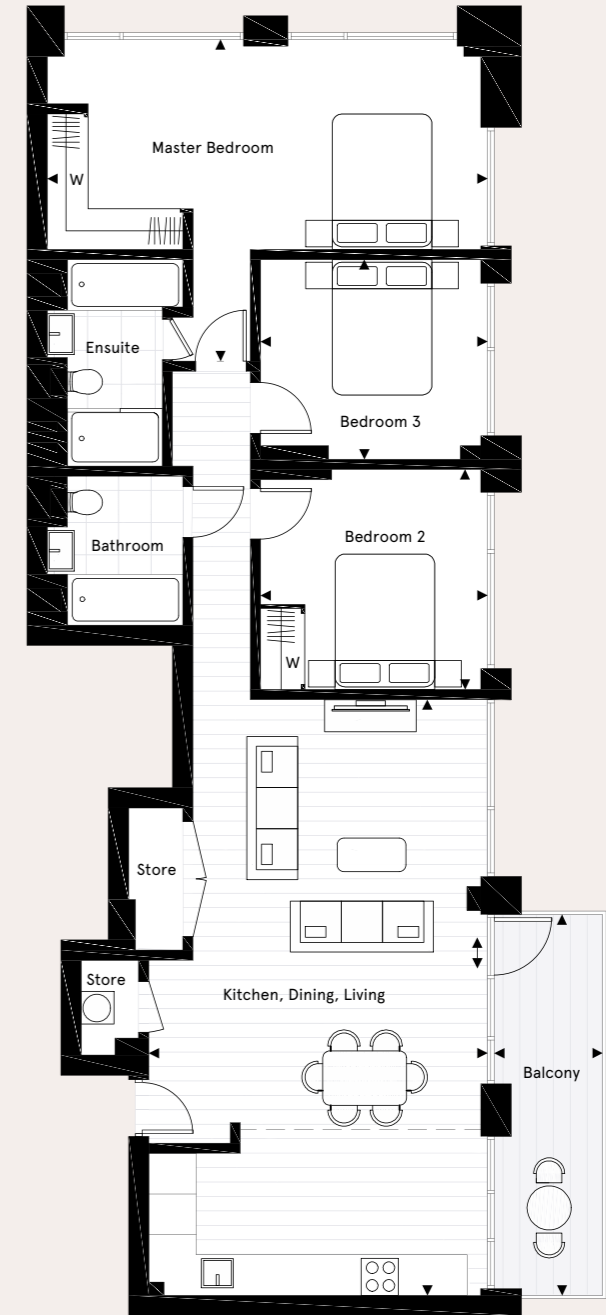 Master Bedroom
W
Ensuite
Bedroom 3
Bedroom 2
Bathroom
W
Store
Store
Kitchen, Dining, Living
Balcony